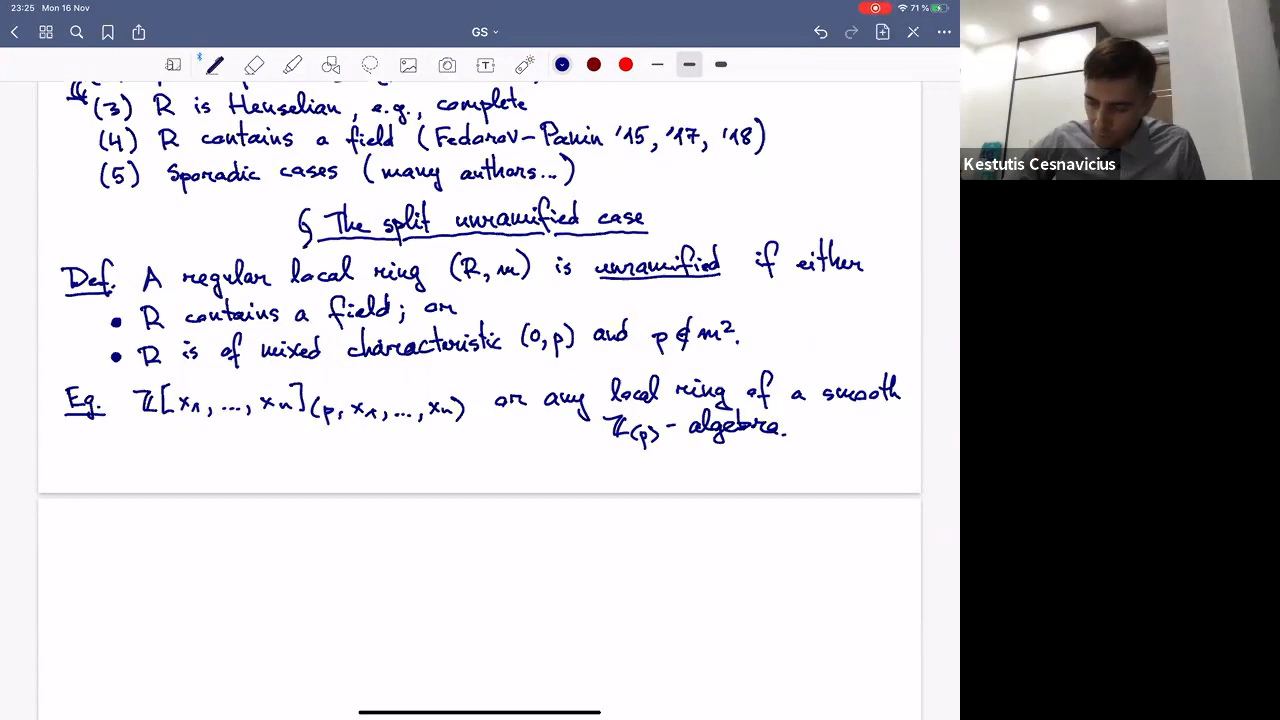 23:25 Mon 16 Nov
71 %
GS
(3) R is Henselian, e.g., complete
(4) R contains a field (Fedorov–Panin '15, '17, '18)
(5) Sporadic cases (many authors...)
§ The split unramified case
Def. A regular local ring (R, m) is unramified if either
• R contains a field; or
• R is of mixed characteristic (0, p) and p ∉ m².
Eg. ℤ[x₁, ..., xₙ]₍ₚ, ₓ₁, ..., ₓₙ₎ or any local ring of a smooth
ℤ₍ₚ₎ - algebra.
Kestutis Cesnavicius